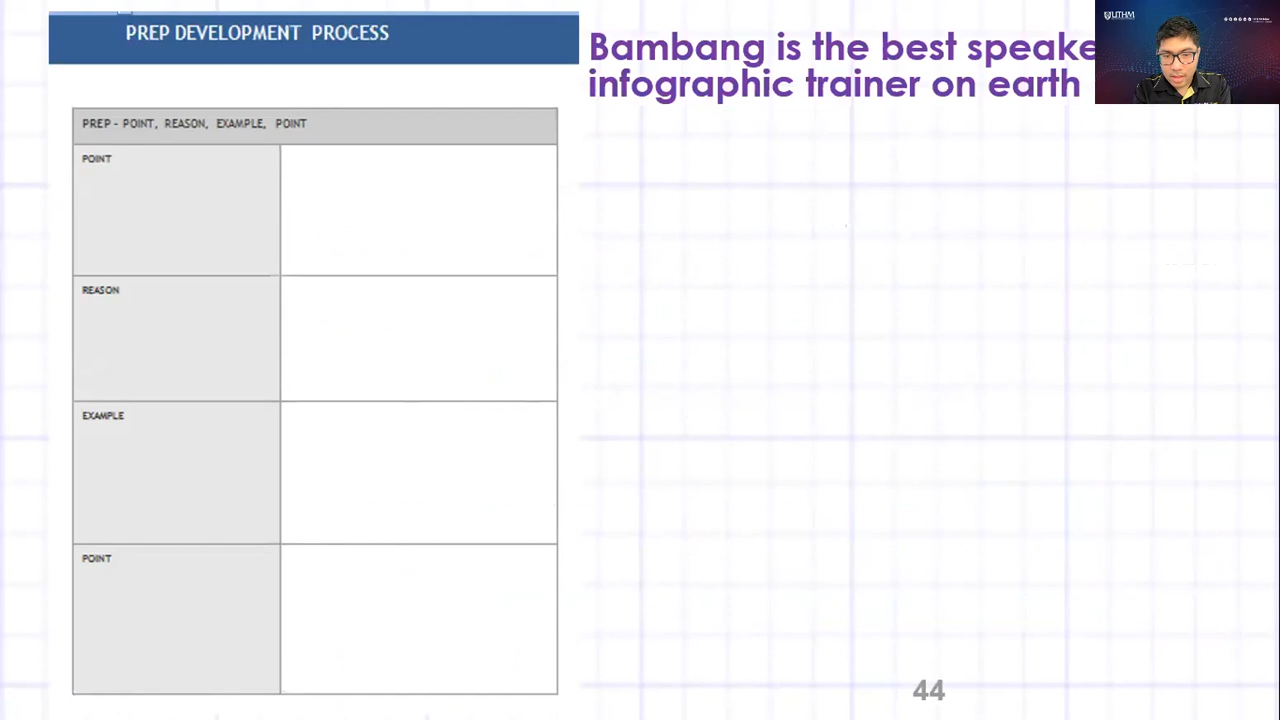 PREP DEVELOPMENT PROCESS
Bambang is the best speake
infographic trainer on earth
UTHM
PREP - POINT, REASON, EXAMPLE, POINT
POINT
REASON
EXAMPLE
POINT
44